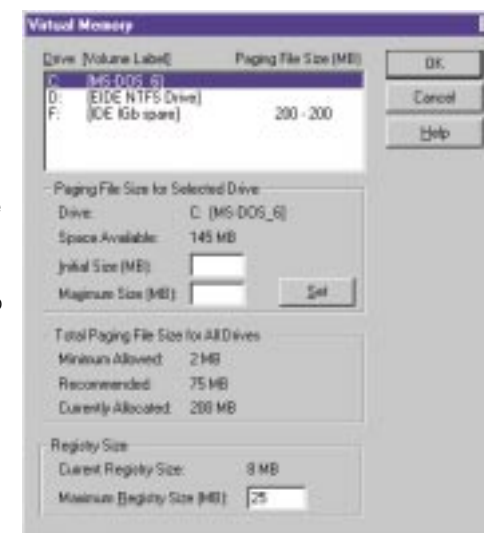 Virtual Memory
Drive [Volume Label] Paging File Size (MB)
C: [MS-DOS_6]
D: [EIDE NTFS Drive]
F: [IDE 1Gb spare] 200 - 200
OK
Cancel
Help
Paging File Size for Selected Drive
Drive: C: [MS-DOS_6]
Space Available: 145 MB
Initial Size (MB):
Maximum Size (MB):
Set
Total Paging File Size for All Drives
Minimum Allowed: 2 MB
Recommended: 75 MB
Currently Allocated: 200 MB
Registry Size
Current Registry Size: 8 MB
Maximum Registry Size (MB): 25